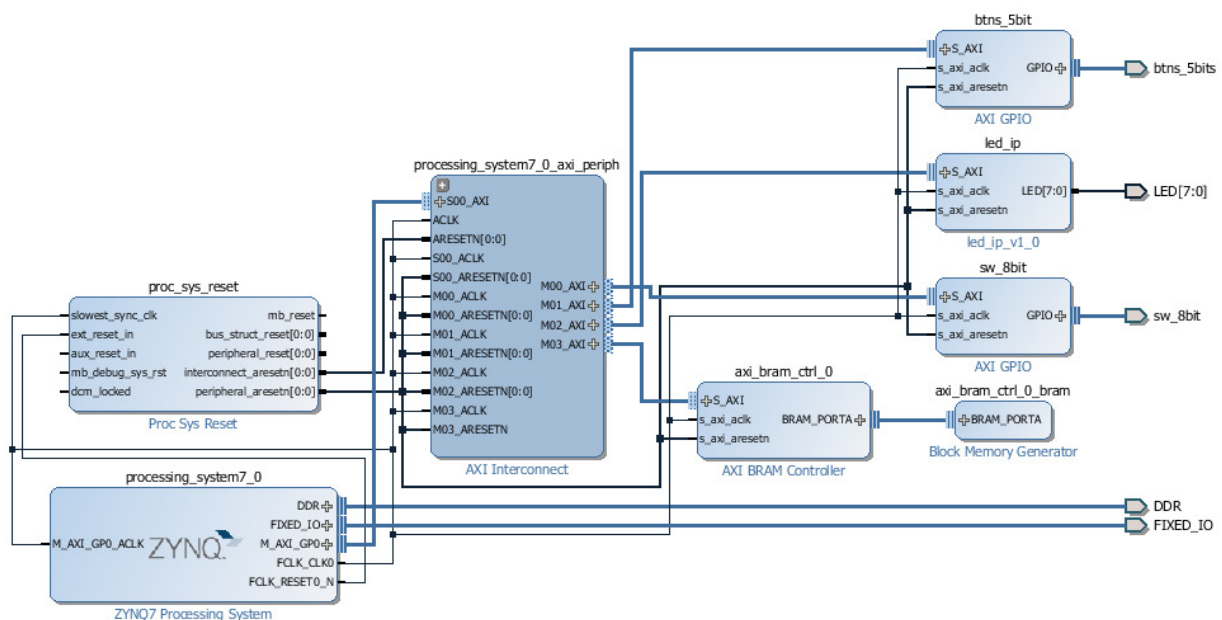 btns_5bit
S_AXI
s_axi_aclk
s_axi_aresetn
GPIO
AXI GPIO
btns_5bits
led_ip
S_AXI
s_axi_aclk
s_axi_aresetn
LED[7:0]
led_ip_v1_0
LED[7:0]
sw_8bit
S_AXI
s_axi_aclk
s_axi_aresetn
GPIO
AXI GPIO
sw_8bit
processing_system7_0_axi_periph
S00_AXI
ACLK
ARESETN[0:0]
S00_ACLK
S00_ARESETN[0:0]
M00_ACLK
M00_ARESETN[0:0]
M01_ACLK
M01_ARESETN[0:0]
M02_ACLK
M02_ARESETN[0:0]
M03_ACLK
M03_ARESETN
M00_AXI
M01_AXI
M02_AXI
M03_AXI
AXI Interconnect
proc_sys_reset
slowest_sync_clk
ext_reset_in
aux_reset_in
mb_debug_sys_rst
dcm_locked
mb_reset
bus_struct_reset[0:0]
peripheral_reset[0:0]
interconnect_aresetn[0:0]
peripheral_aresetn[0:0]
Proc Sys Reset
axi_bram_ctrl_0
S_AXI
s_axi_aclk
s_axi_aresetn
BRAM_PORTA
AXI BRAM Controller
axi_bram_ctrl_0_bram
BRAM_PORTA
Block Memory Generator
processing_system7_0
M_AXI_GP0_ACLK
ZYNQ
DDR
FIXED_IO
M_AXI_GP0
FCLK_CLK0
FCLK_RESET0_N
ZYNQ7 Processing System
DDR
FIXED_IO